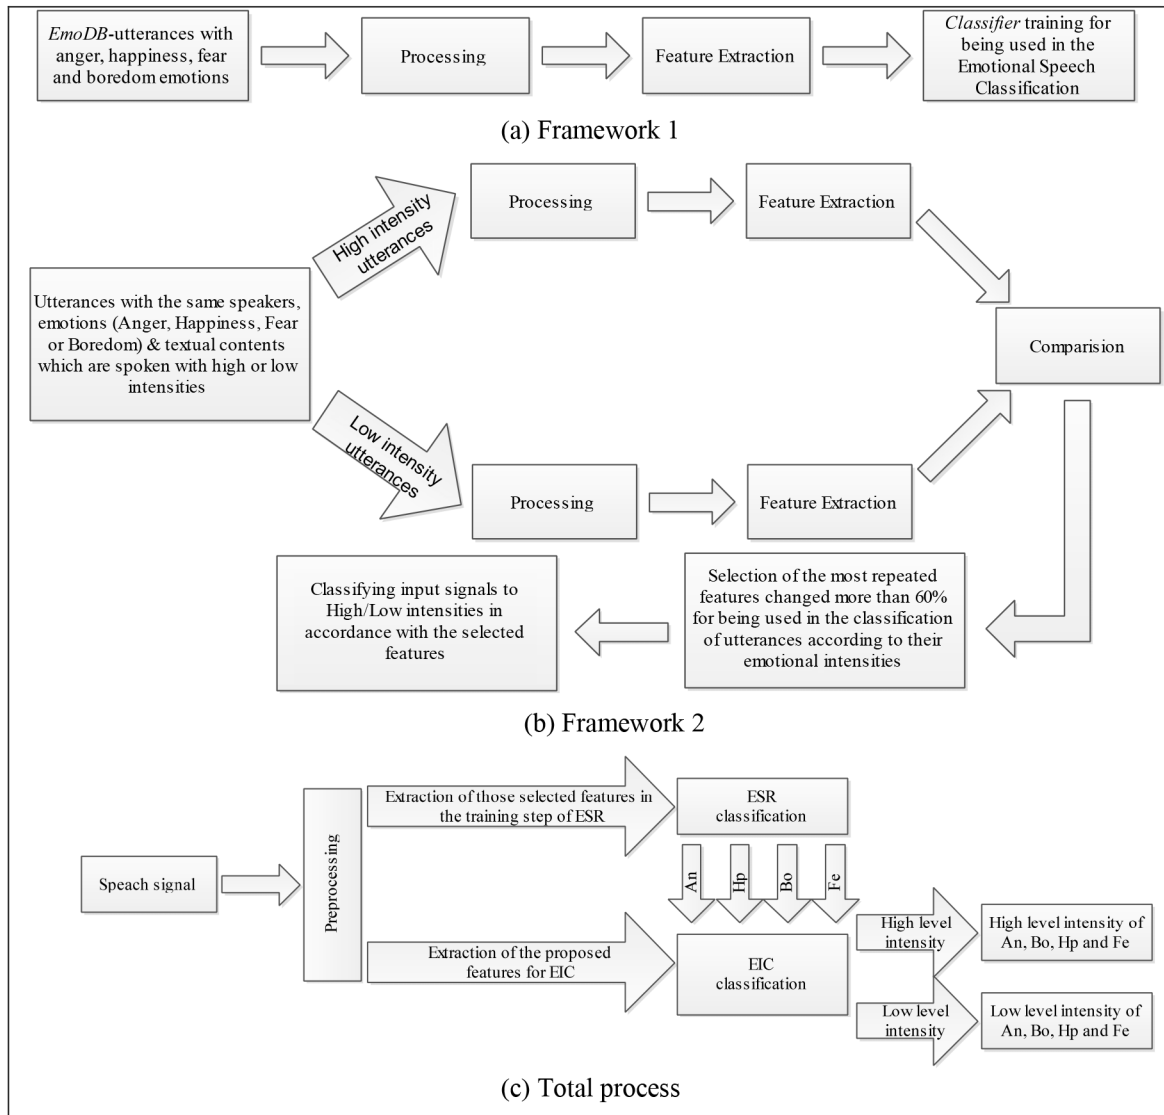 EmoDB-utterances with
anger, happiness, fear
and boredom emotions
Processing
Feature Extraction
Classifier training for
being used in the
Emotional Speech
Classification
(a) Framework 1
High intensity
utterances
Processing
Feature Extraction
Utterances with the same speakers,
emotions (Anger, Happiness, Fear
or Boredom) & textual contents
which are spoken with high or low
intensities
Comparision
Low intensity
utterances
Processing
Feature Extraction
Selection of the most repeated
features changed more than 60%
for being used in the classification
of utterances according to their
emotional intensities
Classifying input signals to
High/Low intensities in
accordance with the selected
features
(b) Framework 2
Speach signal
Preprocessing
Extraction of those selected features in
the training step of ESR
ESR
classification
An
Hp
Bo
Fe
Extraction of the proposed
features for EIC
EIC
classification
High level
intensity
High level intensity of
An, Bo, Hp and Fe
Low level
intensity
Low level intensity of
An, Bo, Hp and Fe
(c) Total process